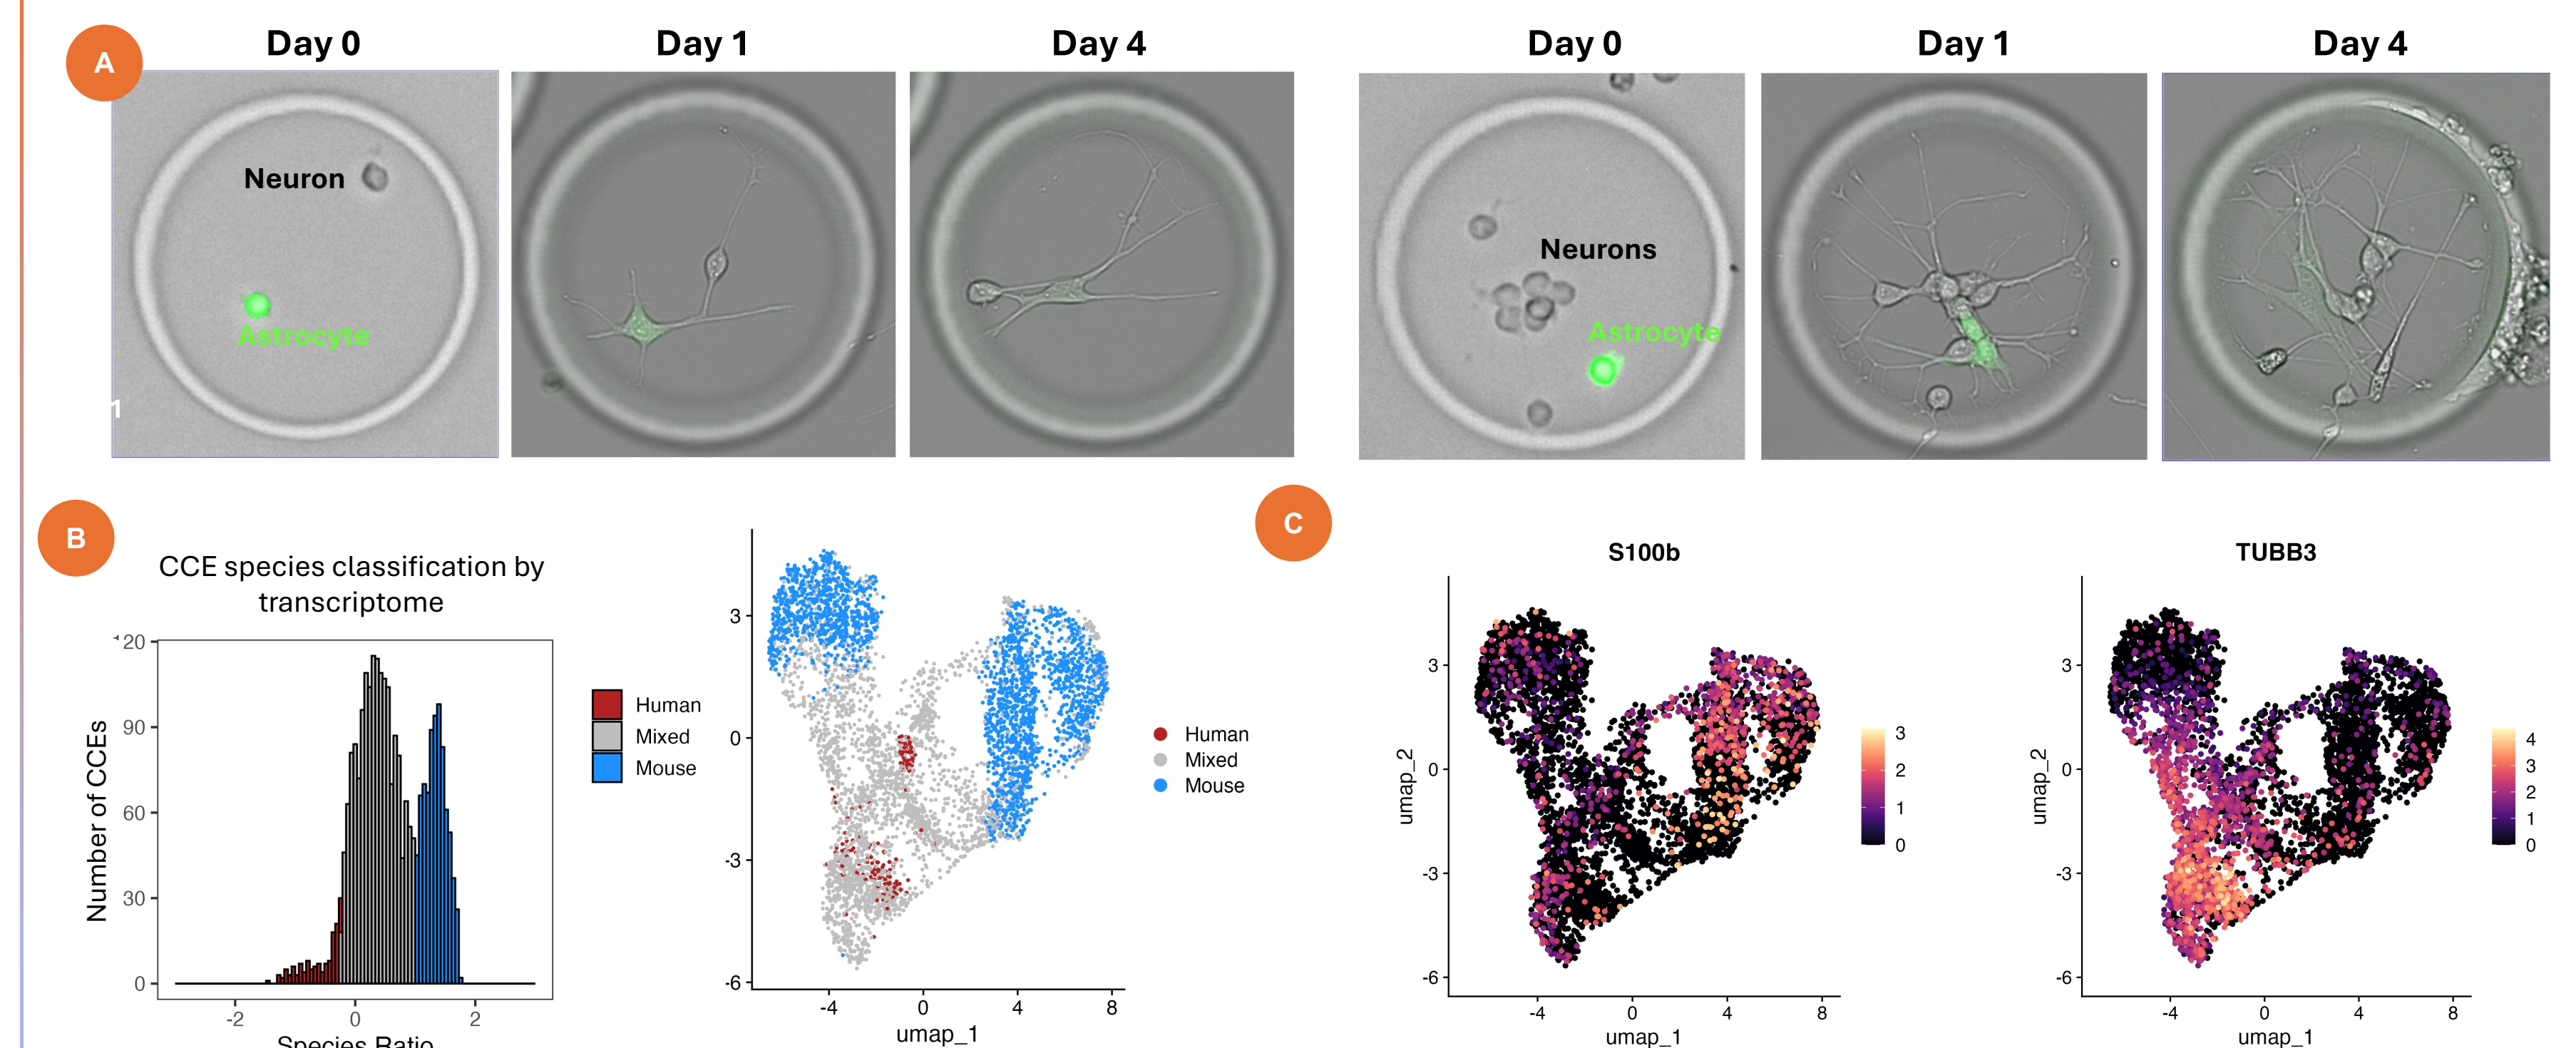 A
Day 0
Day 1
Day 4
Day 0
Day 1
Day 4
Neuron
Astrocyte
1
Neurons
Astrocyte
B
CCE species classification by
transcriptome
Number of CCEs
120
90
60
30
0
-2
0
2
Species Ratio
Human
Mixed
Mouse
3
0
-3
-6
-4
0
4
8
umap_1
Human
Mixed
Mouse
C
S100b
umap_2
3
0
-3
-6
-4
0
4
8
umap_1
3
2
1
0
TUBB3
umap_2
3
0
-3
-6
-4
0
4
8
umap_1
4
3
2
1
0